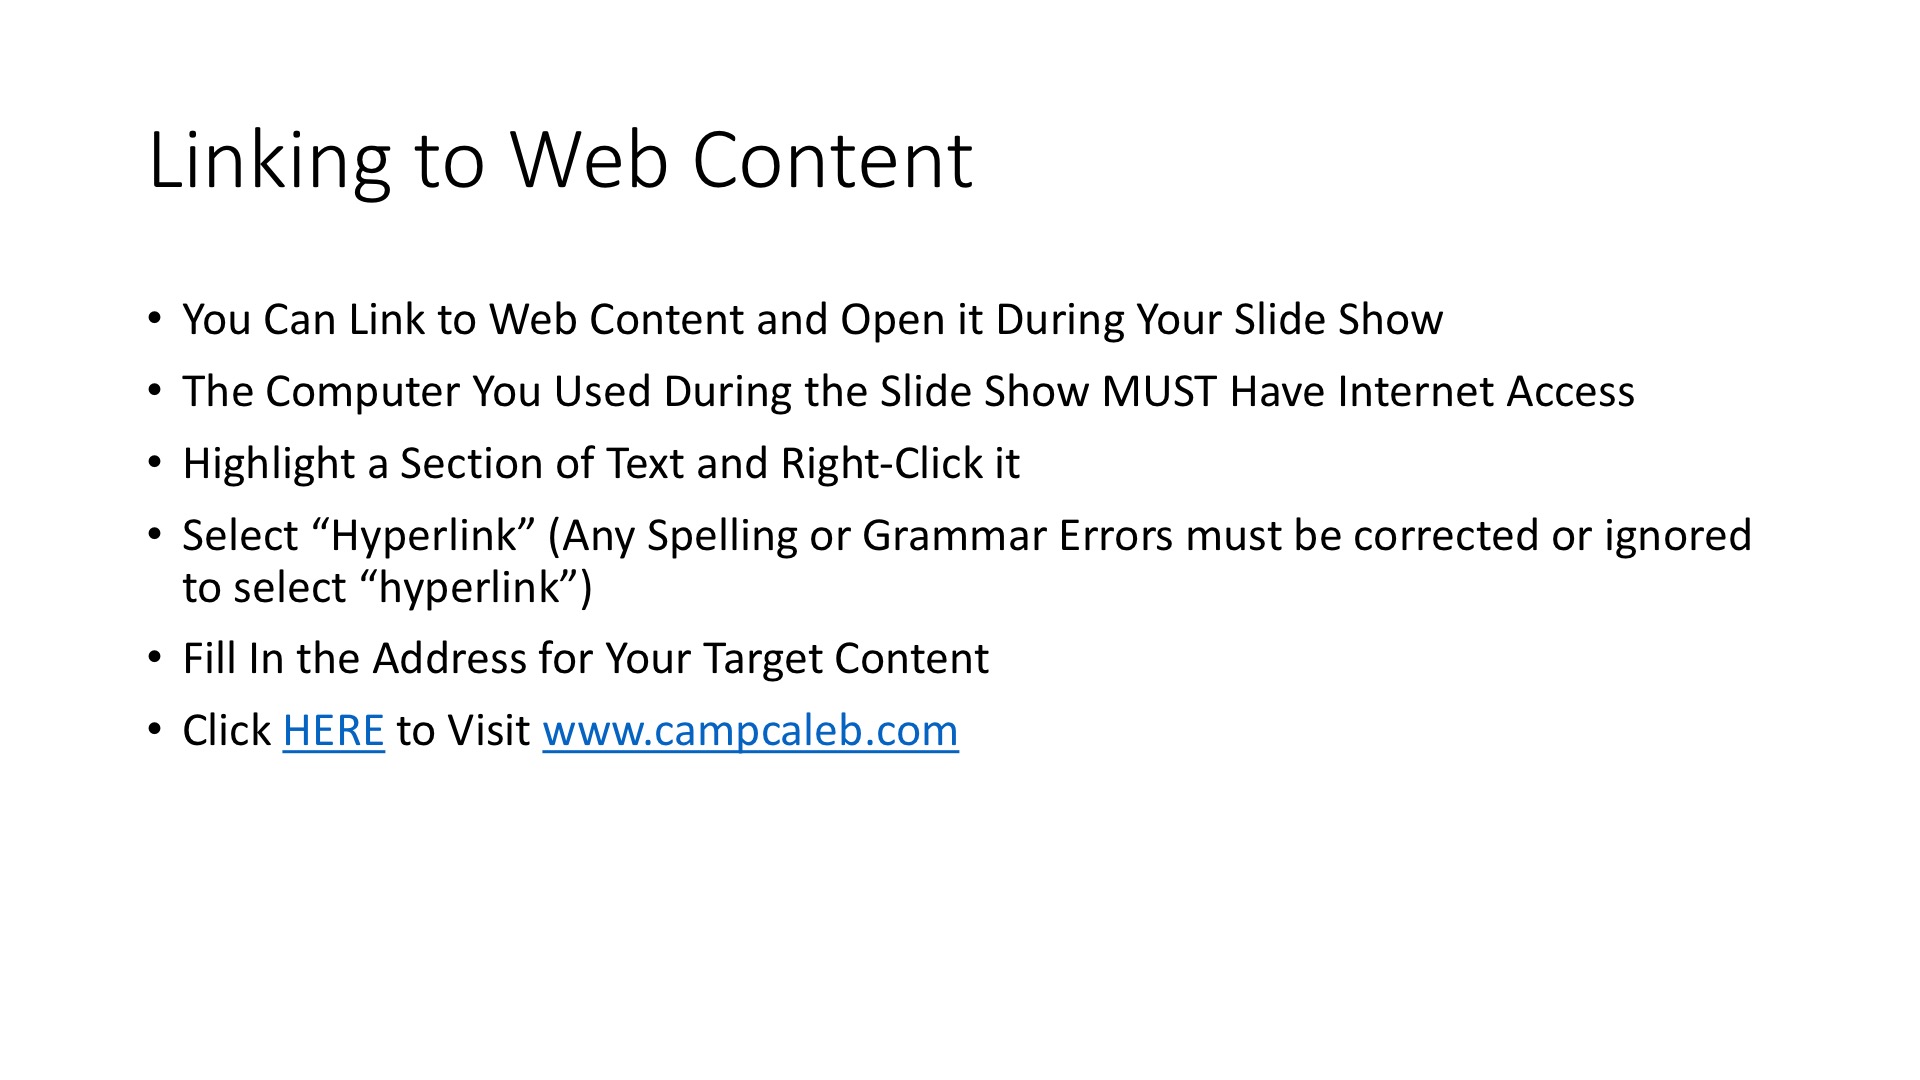 Linking to Web Content
• You Can Link to Web Content and Open it During Your Slide Show
• The Computer You Used During the Slide Show MUST Have Internet Access
• Highlight a Section of Text and Right-Click it
• Select “Hyperlink” (Any Spelling or Grammar Errors must be corrected or ignored
to select “hyperlink”)
• Fill In the Address for Your Target Content
• Click HERE to Visit www.campcaleb.com